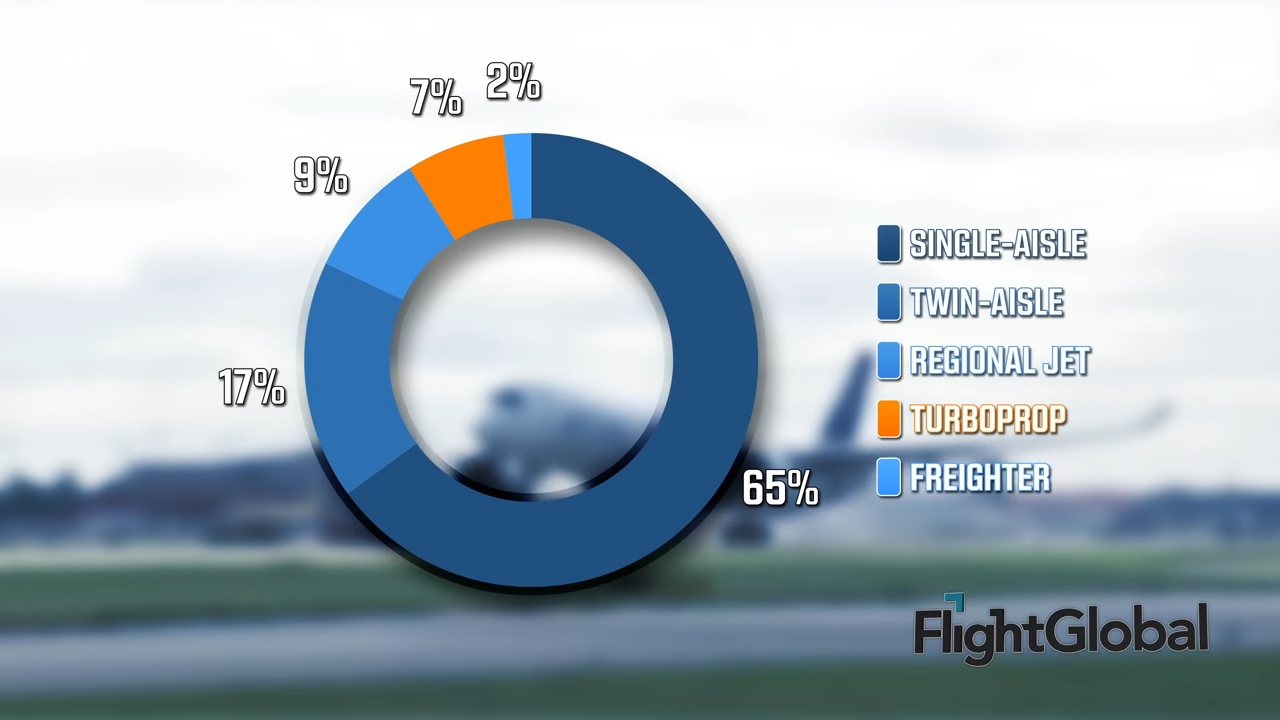 7%
2%
9%
17%
65%
SINGLE-AISLE
TWIN-AISLE
REGIONAL JET
TURBOPROP
FREIGHTER
FlightGlobal